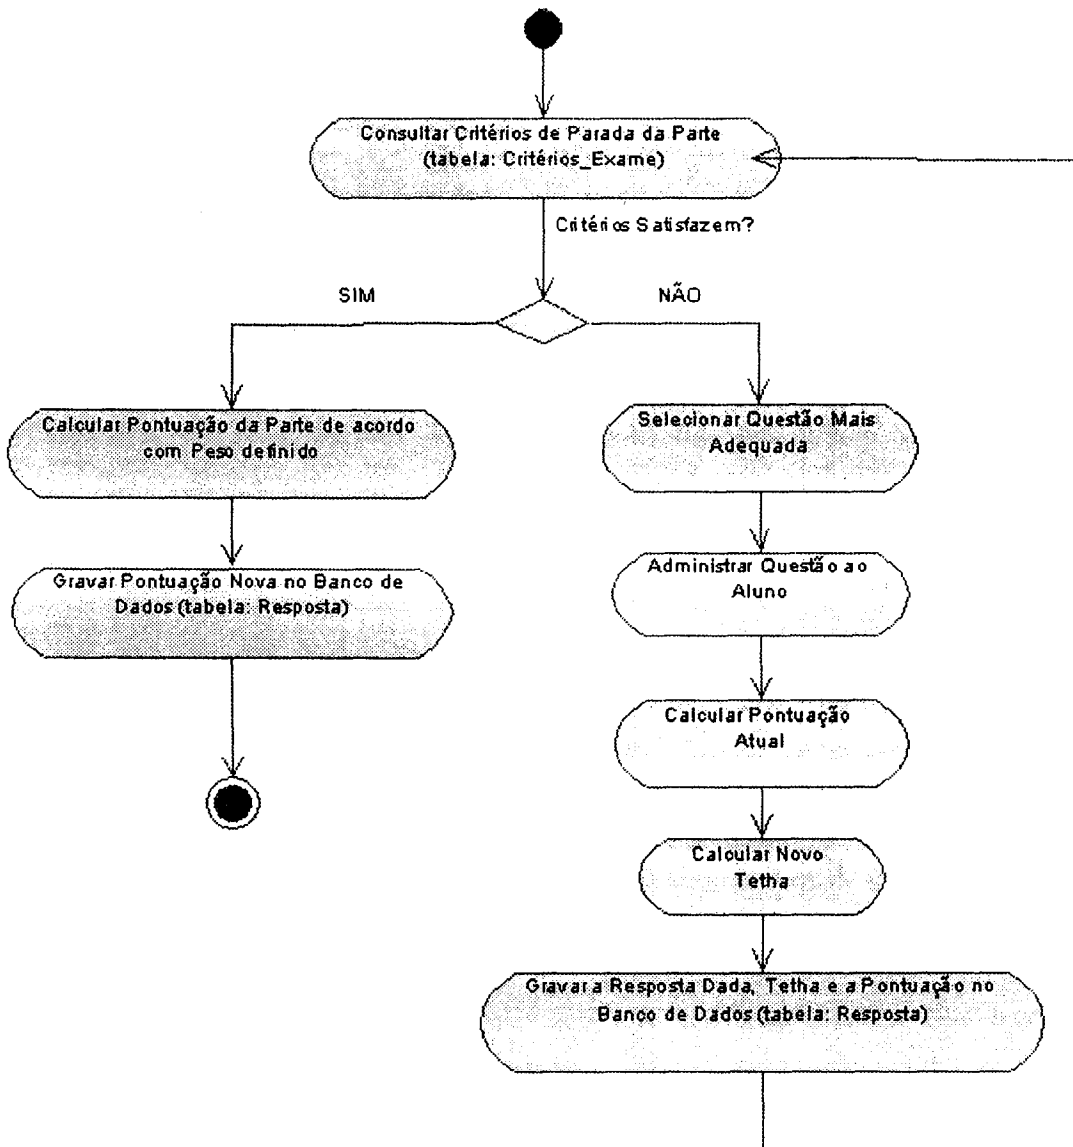 Consultar Critérios de Parada da Parte
(tabela: Critérios_Exame)
Critérios Satisfazem?
SIM
NÃO
Calcular Pontuação da Parte de acordo
com Peso definido
Gravar Pontuação Nova no Banco de
Dados (tabela: Resposta)
Selecionar Questão Mais
Adequada
Administrar Questão ao
Aluno
Calcular Pontuação
Atual
Calcular Novo
Tetha
Gravar a Resposta Dada, Tetha e a Pontuação no
Banco de Dados (tabela: Resposta)